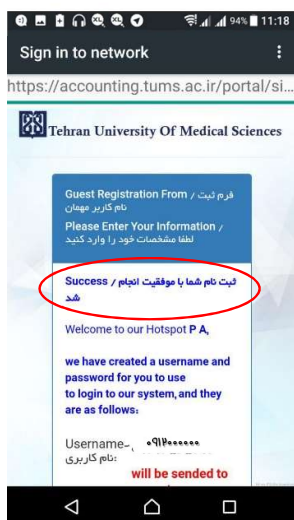 94% 11:18
Sign in to network
https://accounting.tums.ac.ir/portal/si...
Tehran University Of Medical Sciences
Guest Registration From / فرم ثبت
نام کاربر مهمان
Please Enter Your Information /
لطفا مشخصات خود را وارد کنید
Success / ثبت نام شما با موفقیت انجام
شد
Welcome to our Hotspot P A,
we have created a username and
password for you to use
to login to our system, and they
are as follows:
Username- ۰۹۱۲۰۰۰۰۰۰۰
نام کاربری:
will be sended to